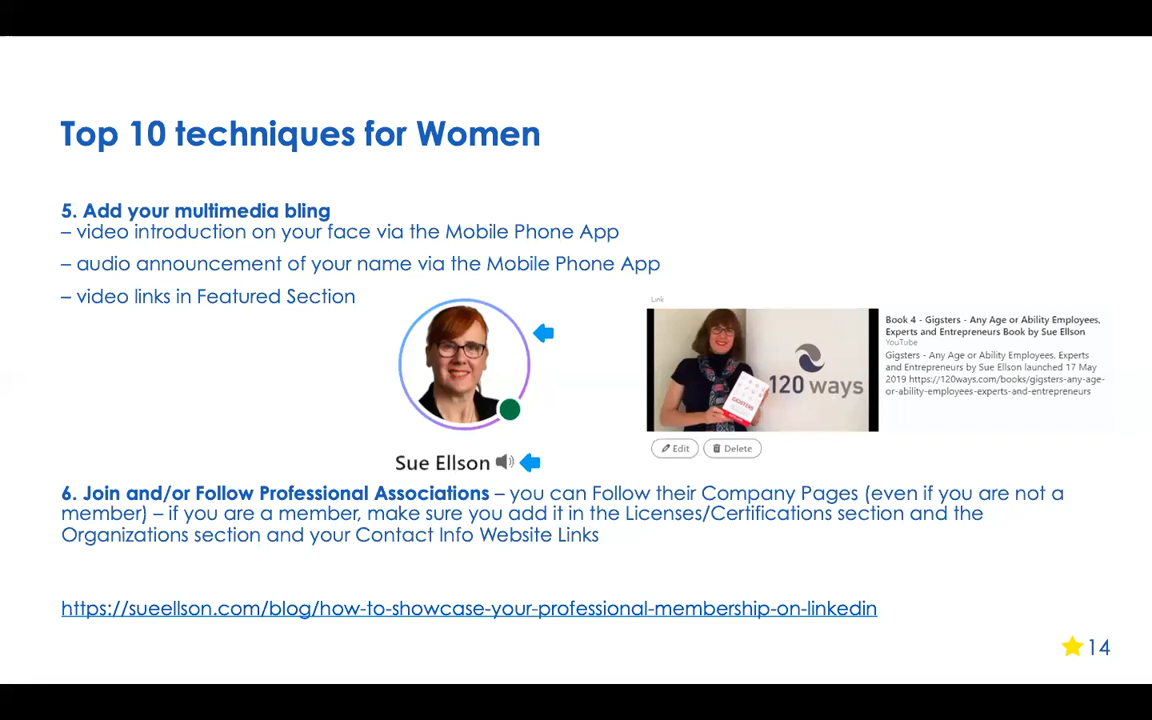 Top 10 techniques for Women
5. Add your multimedia bling
– video introduction on your face via the Mobile Phone App
– audio announcement of your name via the Mobile Phone App
– video links in Featured Section
Link
Book 4 - Gigsters - Any Age or Ability Employees,
Experts and Entrepreneurs Book by Sue Ellson
YouTube
Gigsters - Any Age or Ability Employees, Experts
and Entrepreneurs by Sue Ellson launched 17 May
2019 https://120ways.com/books/gigsters-any-age-
or-ability-employees-experts-and-entrepreneurs
120 ways
GIGSTERS
Edit
Delete
Sue Ellson
6. Join and/or Follow Professional Associations – you can Follow their Company Pages (even if you are not a
member) – if you are a member, make sure you add it in the Licenses/Certifications section and the
Organizations section and your Contact Info Website Links
https://sueellson.com/blog/how-to-showcase-your-professional-membership-on-linkedin
14